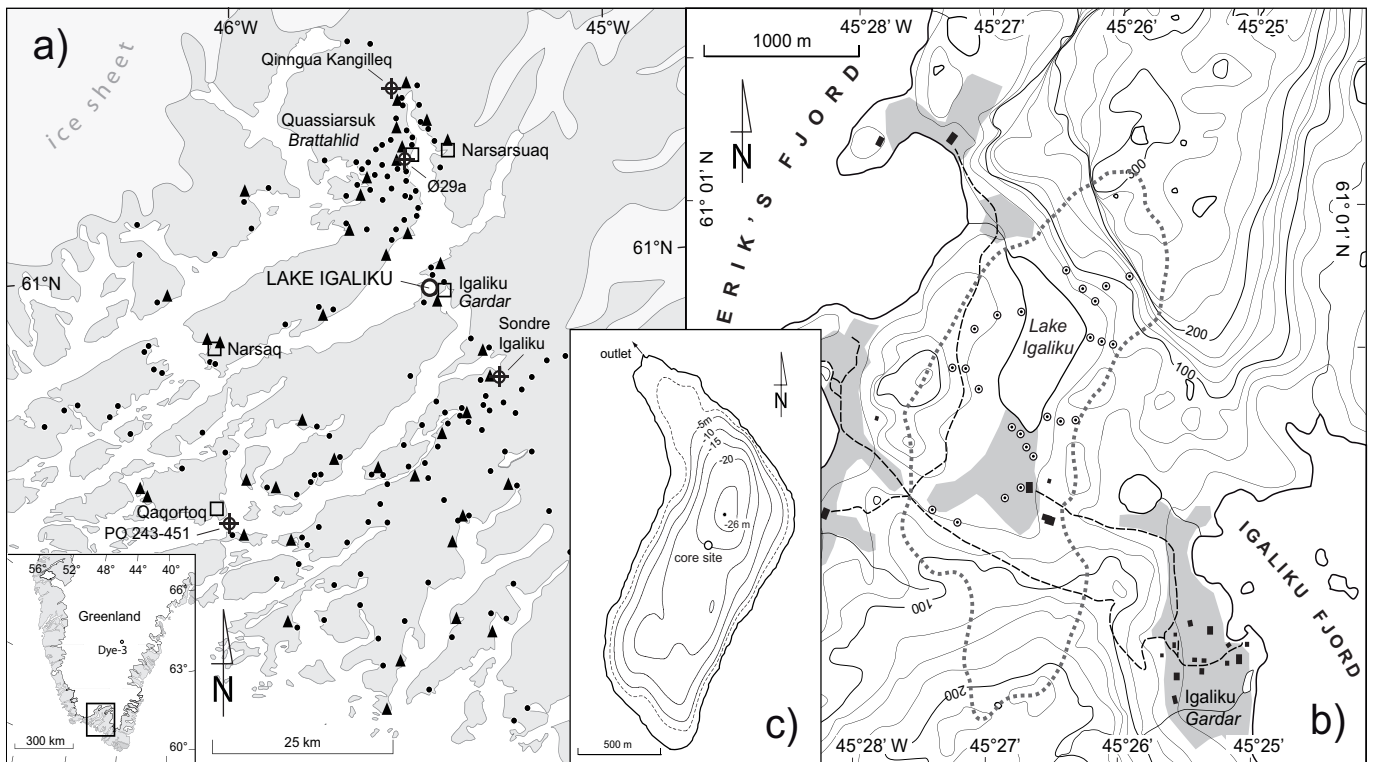 a)
46°W
45°W
ice sheet
Qinngua Kangilleq
Quassiarsuk
Brattahlid
Narsarsuaq
Ø29a
61°N
LAKE IGALIKU
Igaliku
Gardar
61°N
Sondre
Igaliku
Narsaq
Qaqortoq
PO 243-451
56°
52°
48°
44°
40°
66°
Greenland
Dye-3
63°
60°
300 km
N
25 km
outlet
N
-5m
-10
-15
-20
-26 m
core site
500 m
c)
45°28' W
45°27'
45°26'
45°25'
1000 m
N
61° 01' N
61° 01' N
ERIK'S FJORD
300
200
100
Lake
Igaliku
100
200
IGALIKU FJORD
Igaliku
Gardar
b)
45°28' W
45°27'
45°26'
45°25'